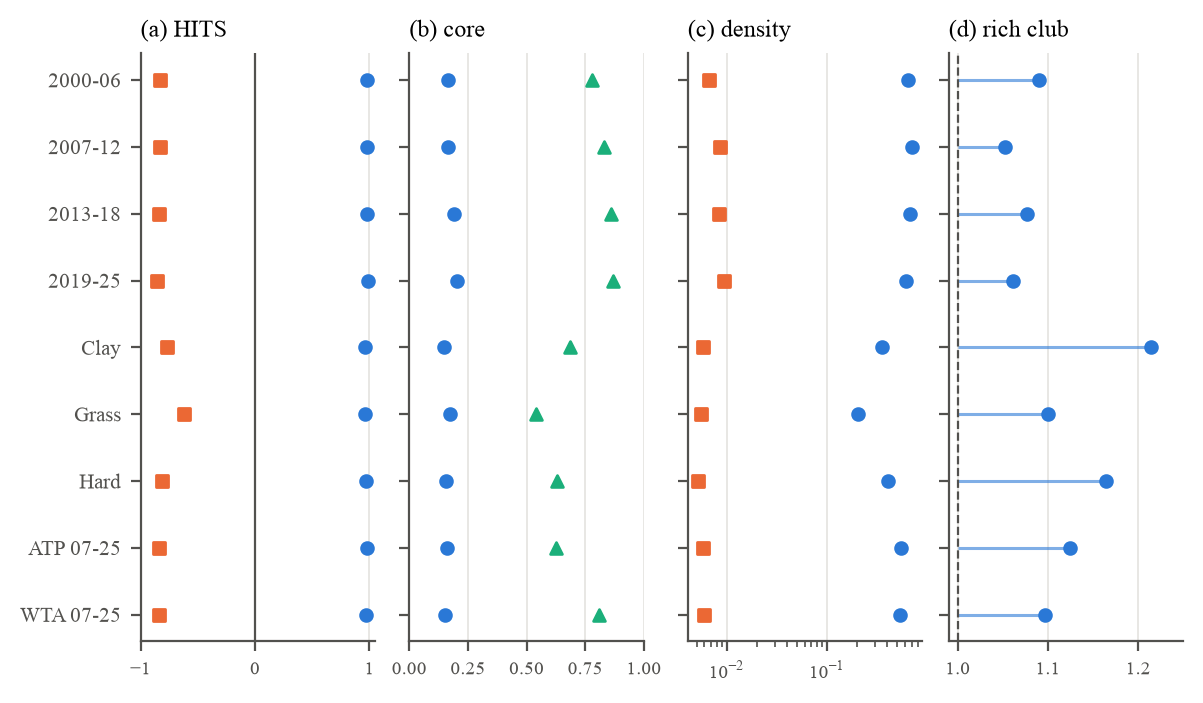 (a) HITS
(b) core
(c) density
(d) rich club
2000-06
2007-12
2013-18
2019-25
Clay
Grass
Hard
ATP 07-25
WTA 07-25
−1 0 1
0.00 0.25 0.50 0.75 1.00
10⁻² 10⁻¹
1.0 1.1 1.2